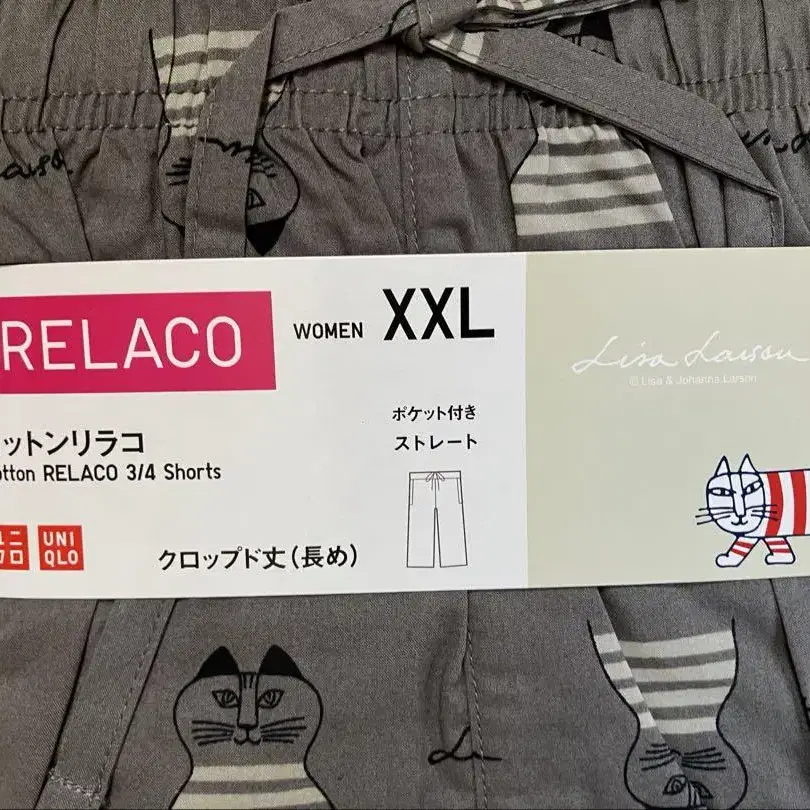 RELACO
WOMEN XXL
Lisa Larson
© Lisa & Johanna Larson
ポケット付き
ストレート
ットンリラコ
otton RELACO 3/4 Shorts
ユニ
クロ
UNI
QLO
クロップド丈(長め)